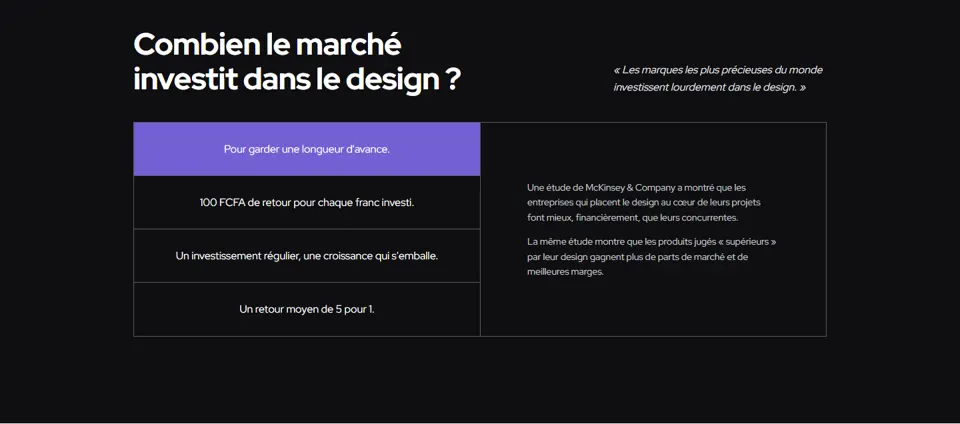 Combien le marché
investit dans le design ?
« Les marques les plus précieuses du monde
investissent lourdement dans le design. »
Pour garder une longueur d'avance.
100 FCFA de retour pour chaque franc investi.
Un investissement régulier, une croissance qui s'emballe.
Un retour moyen de 5 pour 1.
Une étude de McKinsey & Company a montré que les
entreprises qui placent le design au cœur de leurs projets
font mieux, financièrement, que leurs concurrentes.
La même étude montre que les produits jugés « supérieurs »
par leur design gagnent plus de parts de marché et de
meilleures marges.